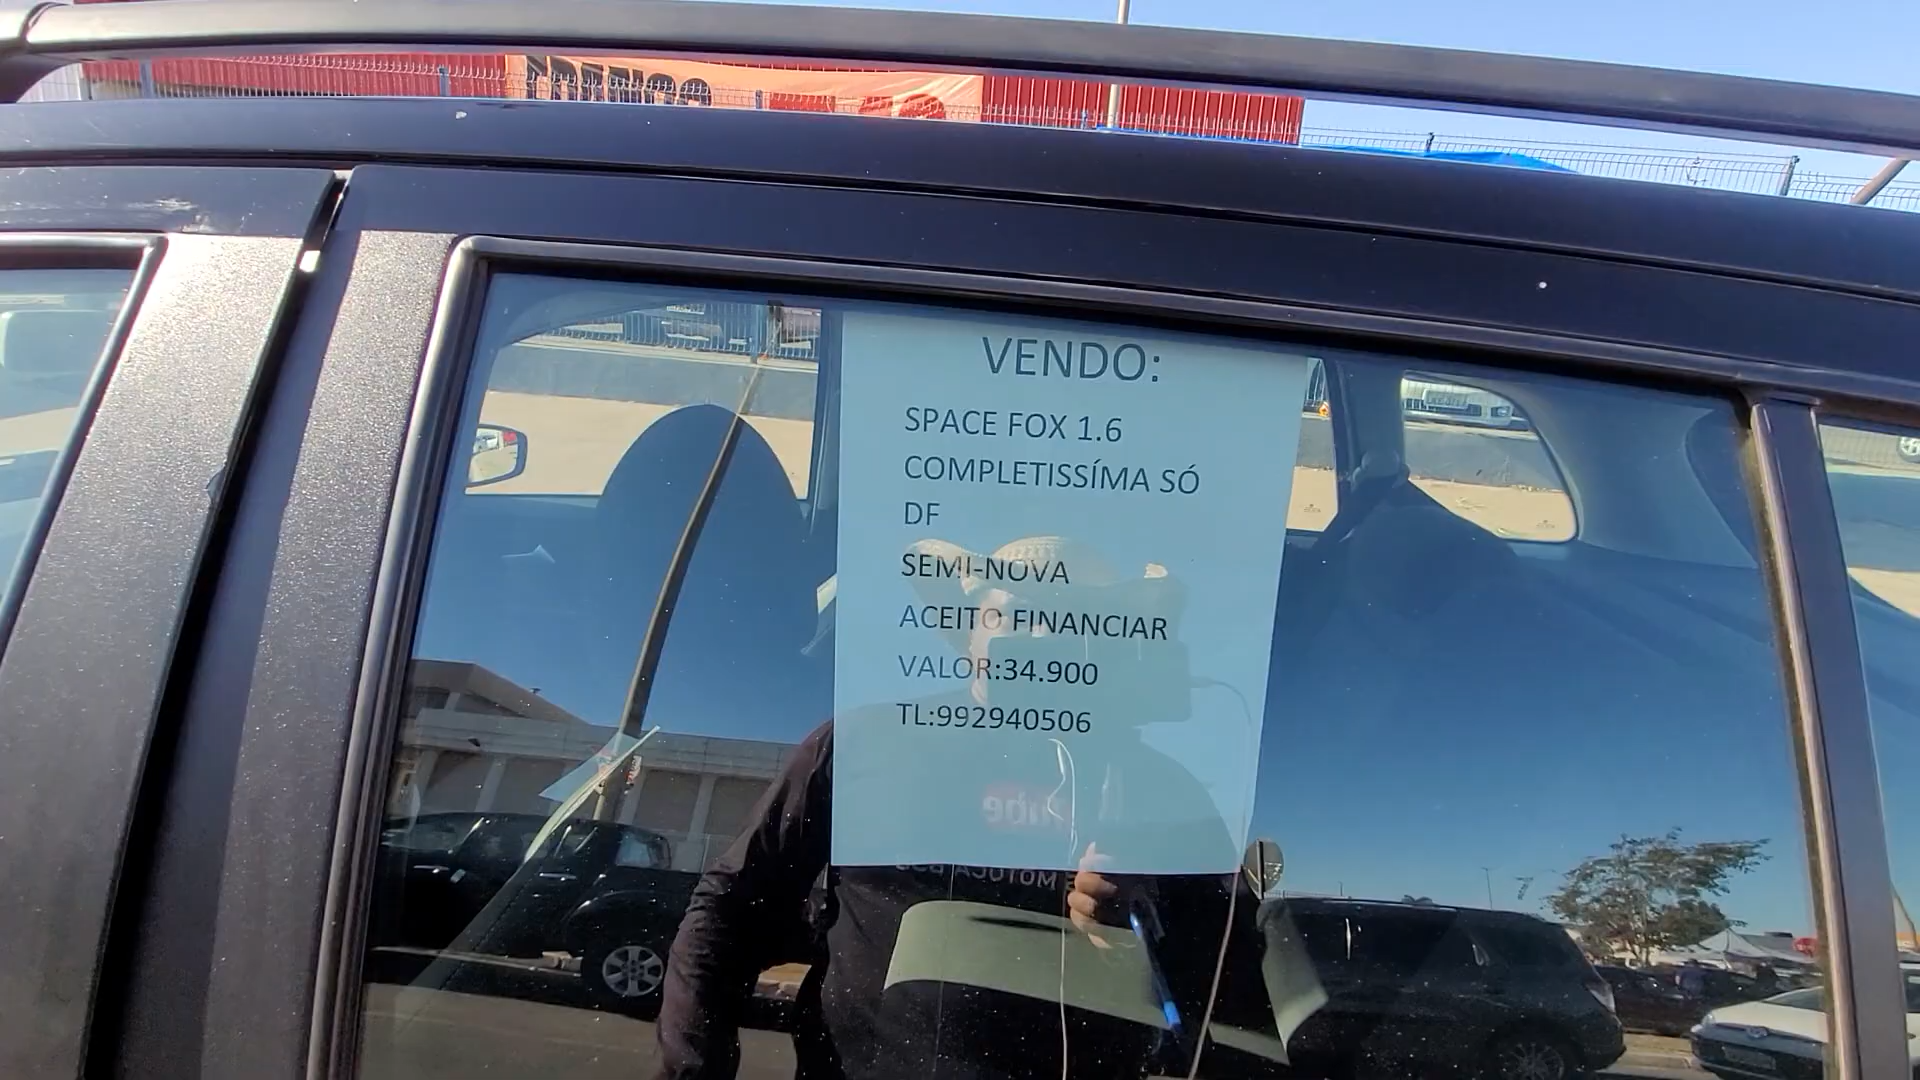 VENDO:
SPACE FOX 1.6
COMPLETISSÍMA SÓ
DF
SEMI-NOVA
ACEITO FINANCIAR
VALOR:34.900
TL:992940506